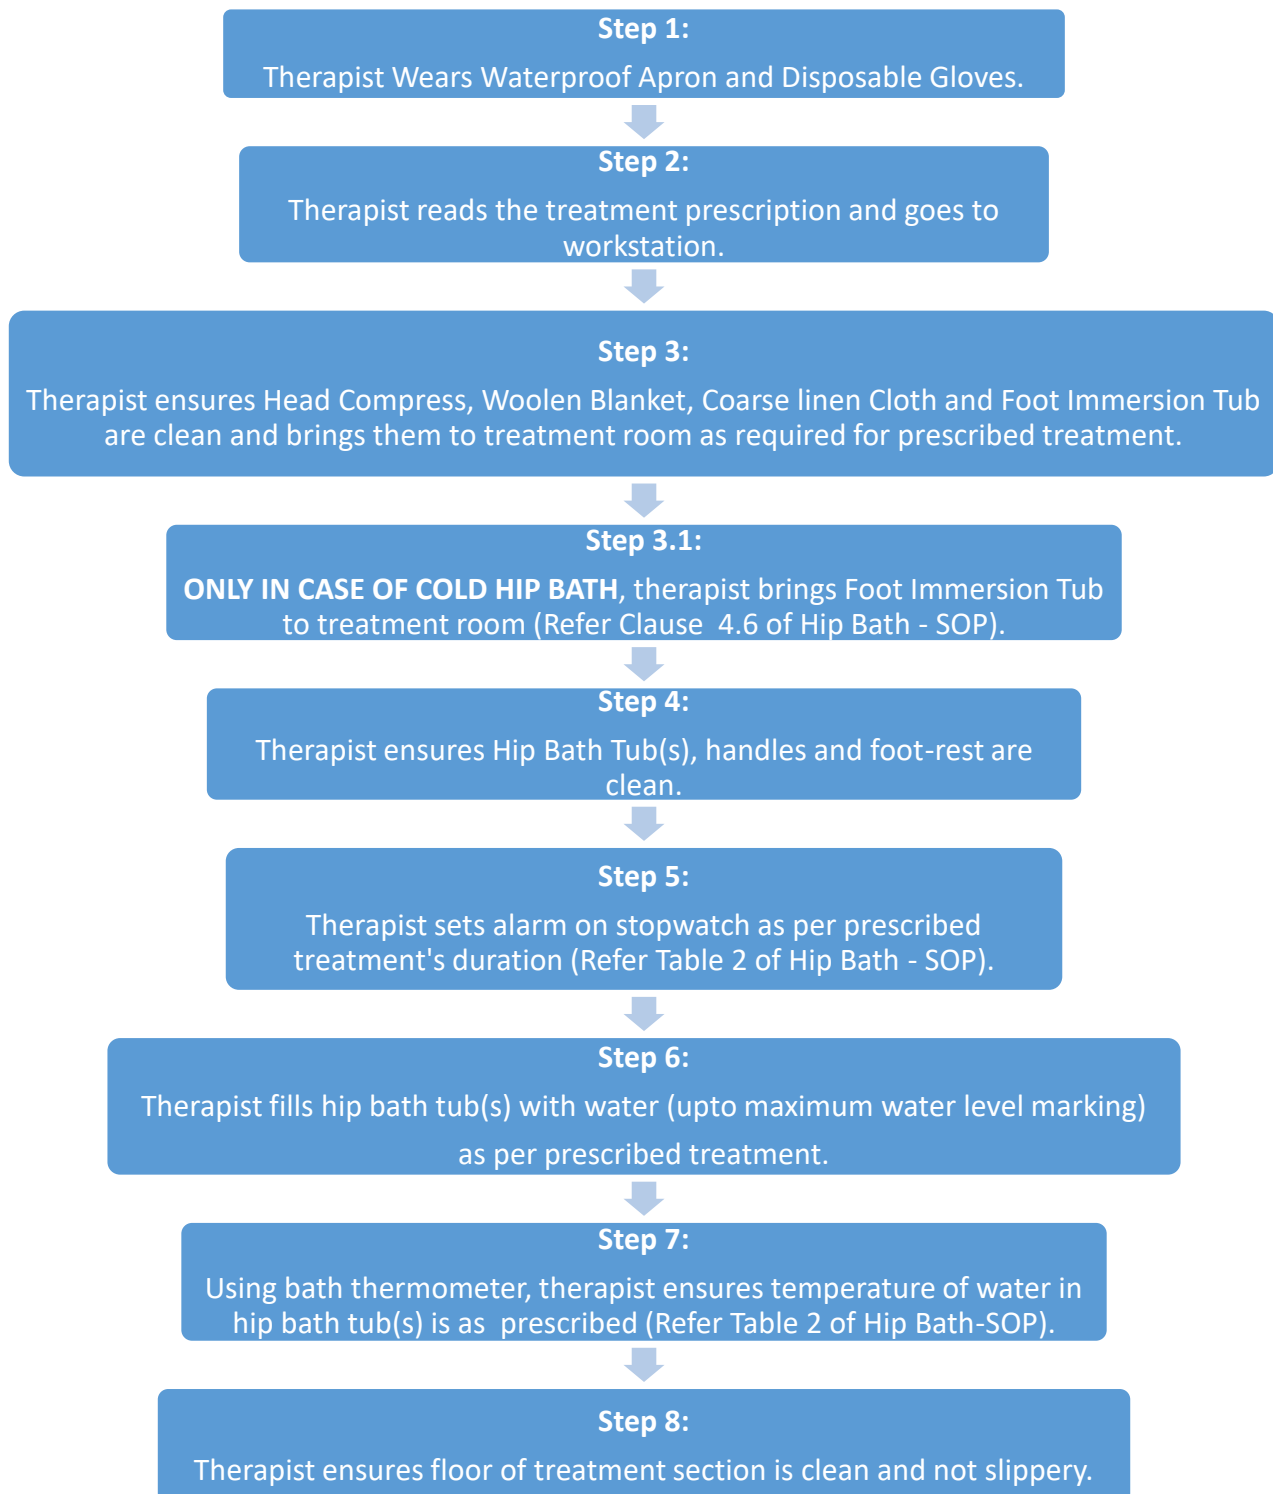 Step 1:
Therapist Wears Waterproof Apron and Disposable Gloves.
Step 2:
Therapist reads the treatment prescription and goes to
workstation.
Step 3:
Therapist ensures Head Compress, Woolen Blanket, Coarse linen Cloth and Foot Immersion Tub
are clean and brings them to treatment room as required for prescribed treatment.
Step 3.1:
ONLY IN CASE OF COLD HIP BATH, therapist brings Foot Immersion Tub
to treatment room (Refer Clause 4.6 of Hip Bath - SOP).
Step 4:
Therapist ensures Hip Bath Tub(s), handles and foot-rest are
clean.
Step 5:
Therapist sets alarm on stopwatch as per prescribed
treatment's duration (Refer Table 2 of Hip Bath - SOP).
Step 6:
Therapist fills hip bath tub(s) with water (upto maximum water level marking)
as per prescribed treatment.
Step 7:
Using bath thermometer, therapist ensures temperature of water in
hip bath tub(s) is as prescribed (Refer Table 2 of Hip Bath-SOP).
Step 8:
Therapist ensures floor of treatment section is clean and not slippery.